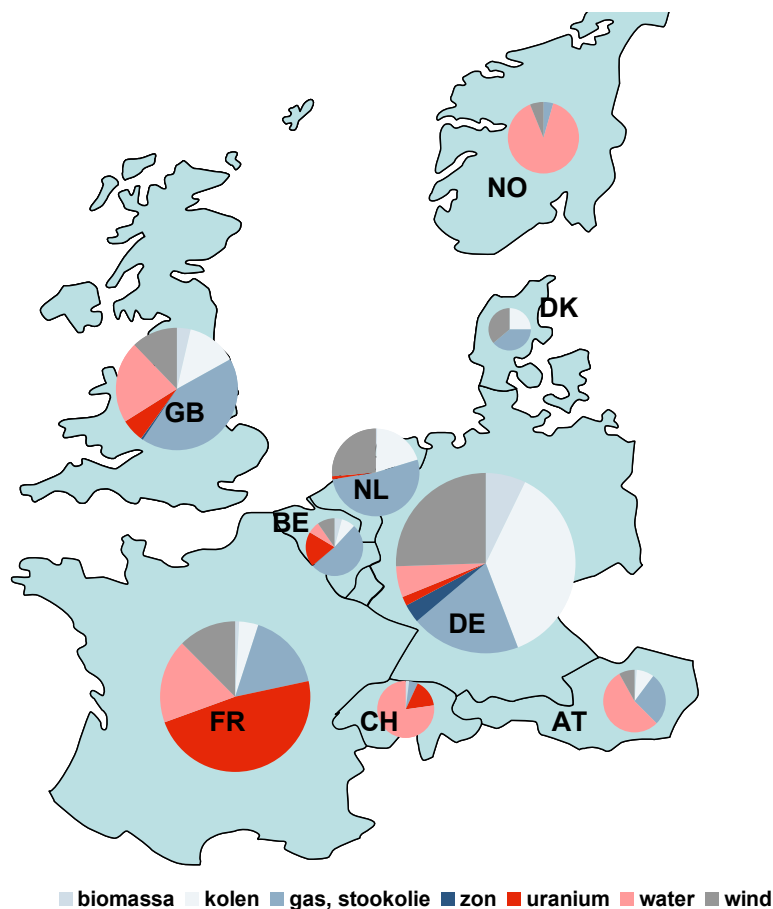 NO
DK
GB
NL
BE
DE
FR
CH
AT
biomassa kolen gas, stookolie zon uranium water wind